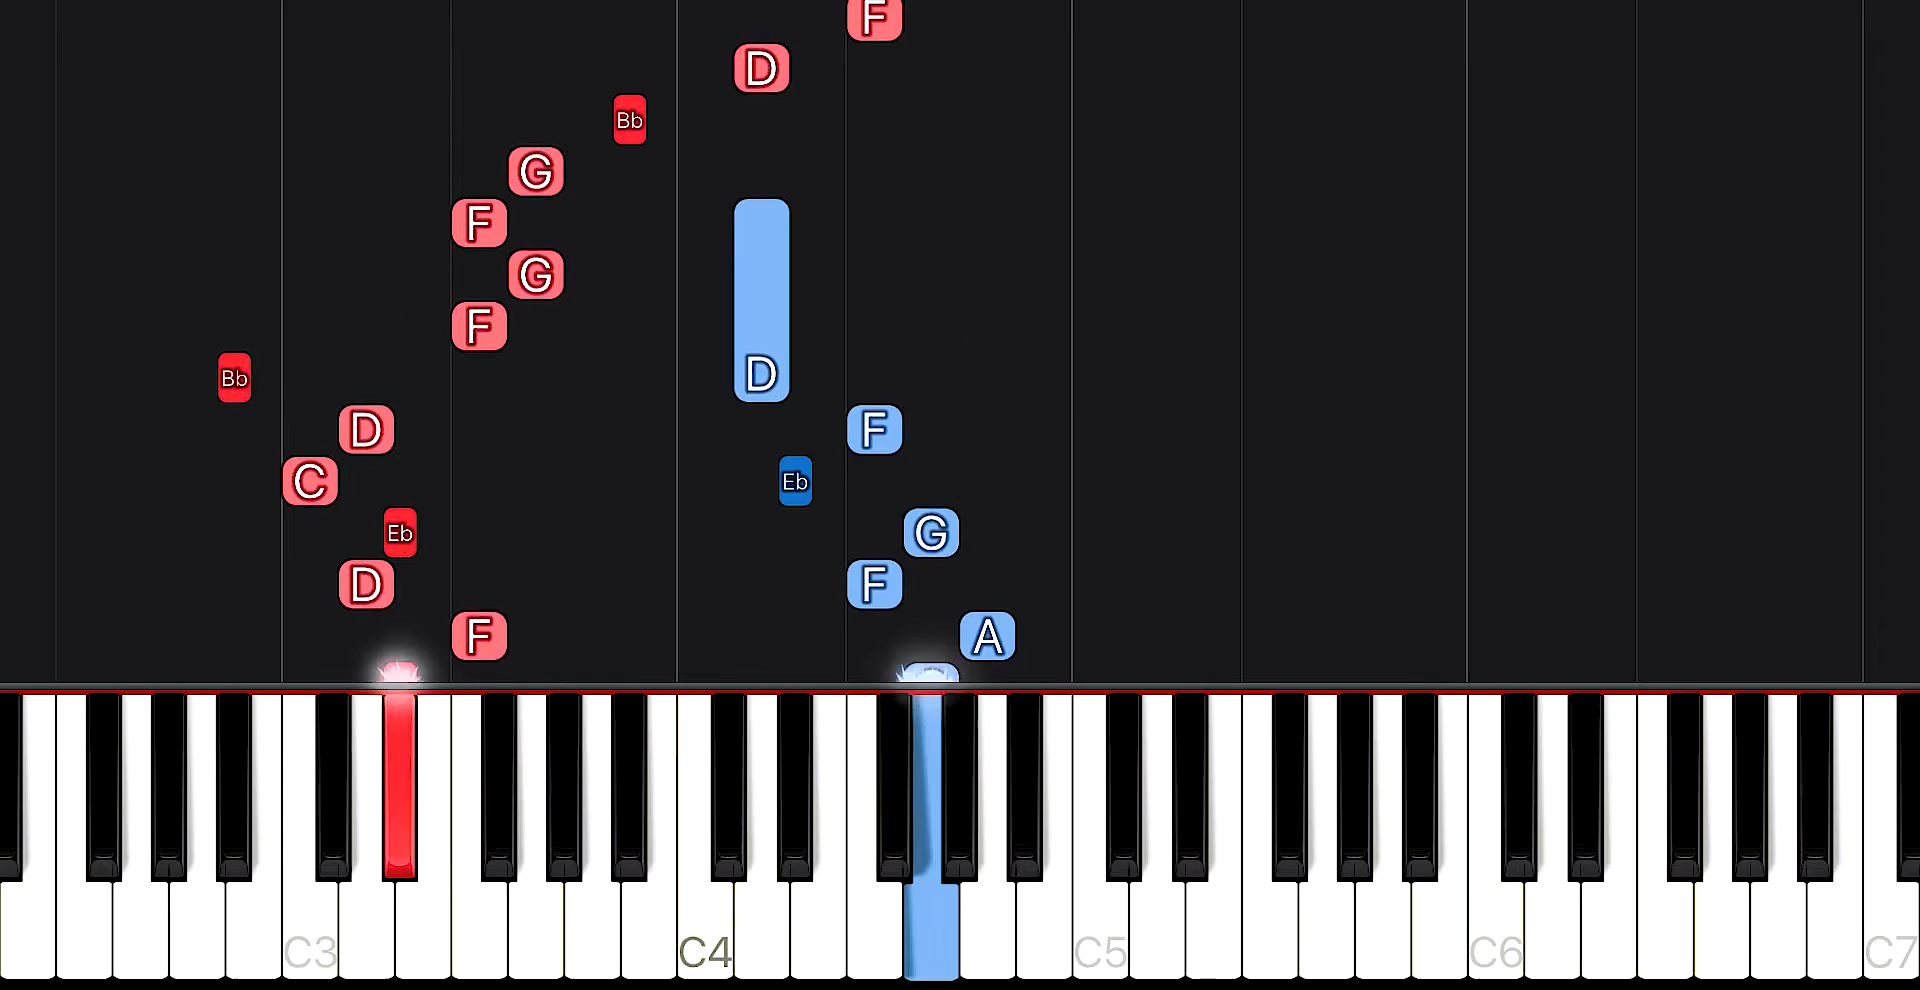 F
D
Bb
G
F
G
F
Bb D
D F
C Eb
Eb G
D F
F A
C3 C4 C5 C6 C7